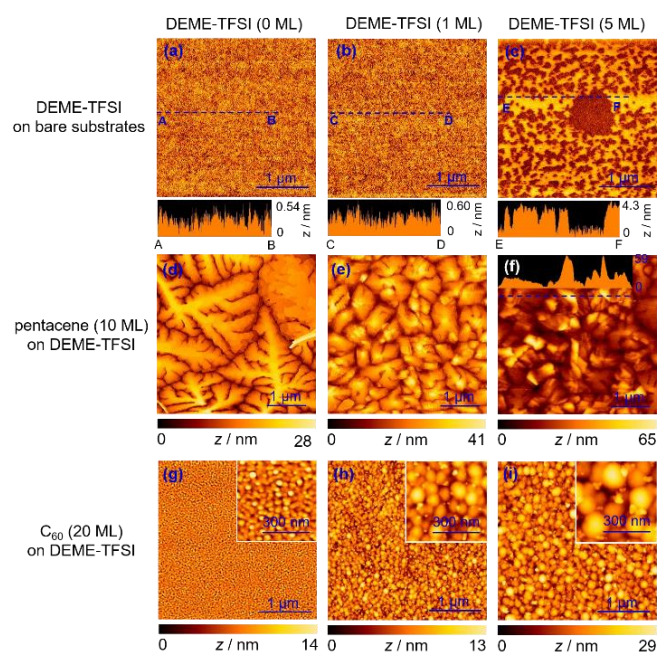 DEME-TFSI (0 ML) DEME-TFSI (1 ML) DEME-TFSI (5 ML)
(a) (b) (c)
DEME-TFSI
on bare substrates
A B C D E F
1 μm 1 μm 1 μm
0.54 0.60 4.3
z / nm z / nm z / nm
0 0 0
A B C D E F
(d) (e) (f) 50
0
pentacene (10 ML)
on DEME-TFSI
1 μm 1 μm 1 μm
0 z / nm 28 0 z / nm 41 0 z / nm 65
(g) (h) (i)
300 nm 300 nm 300 nm
C₆₀ (20 ML)
on DEME-TFSI
1 μm 1 μm 1 μm
0 z / nm 14 0 z / nm 13 0 z / nm 29